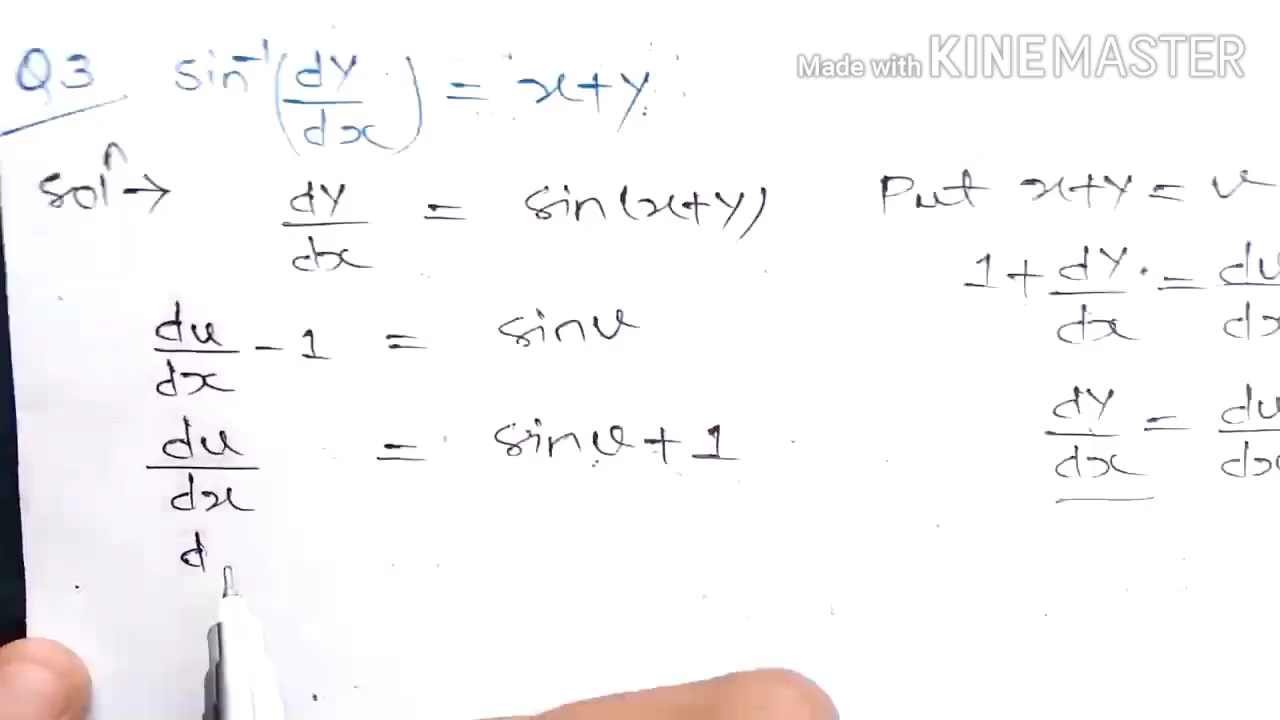 Made with KINEMASTER
Q3 sin⁻¹(dy/dx) = x+y
Solⁿ→ dy/dx = sin(x+y)
Put x+y = v
1+ dy/dx = dv/dx
dv/dx - 1 = sinv
dy/dx = dv/dx
dv/dx = sinv + 1
d